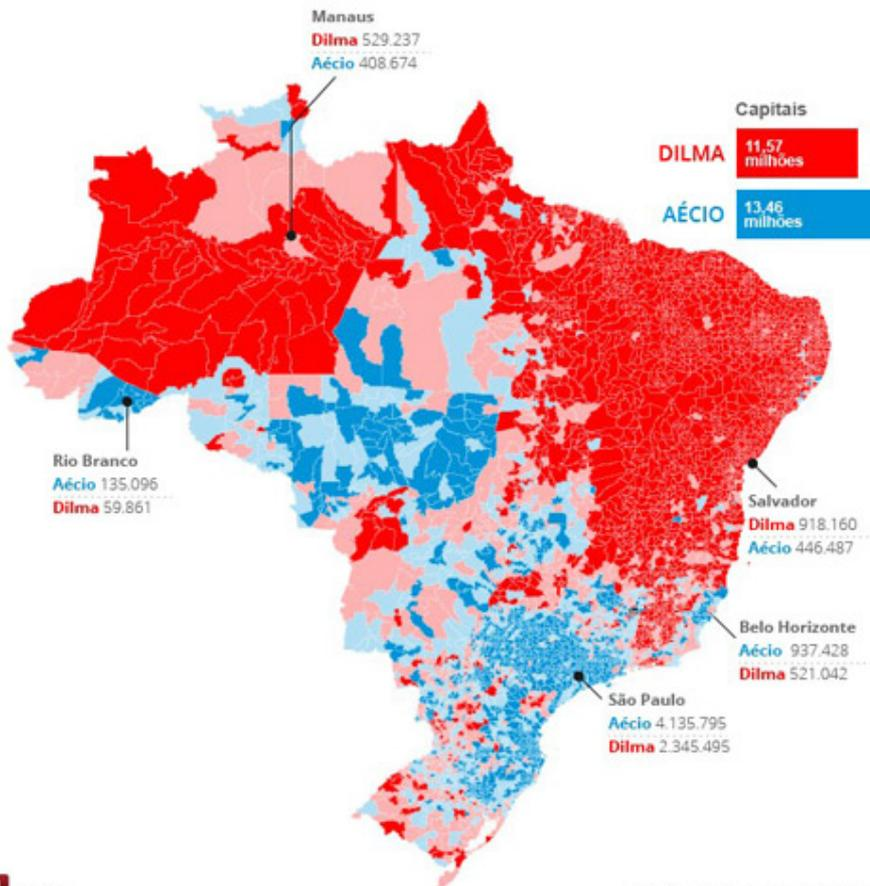 Manaus
Dilma 529.237
Aécio 408.674
Capitais
DILMA 11,57 milhões
AÉCIO 13,46 milhões
Rio Branco
Aécio 135.096
Dilma 59.861
Salvador
Dilma 918.160
Aécio 446.487
Belo Horizonte
Aécio 937.428
Dilma 521.042
São Paulo
Aécio 4.135.795
Dilma 2.345.495